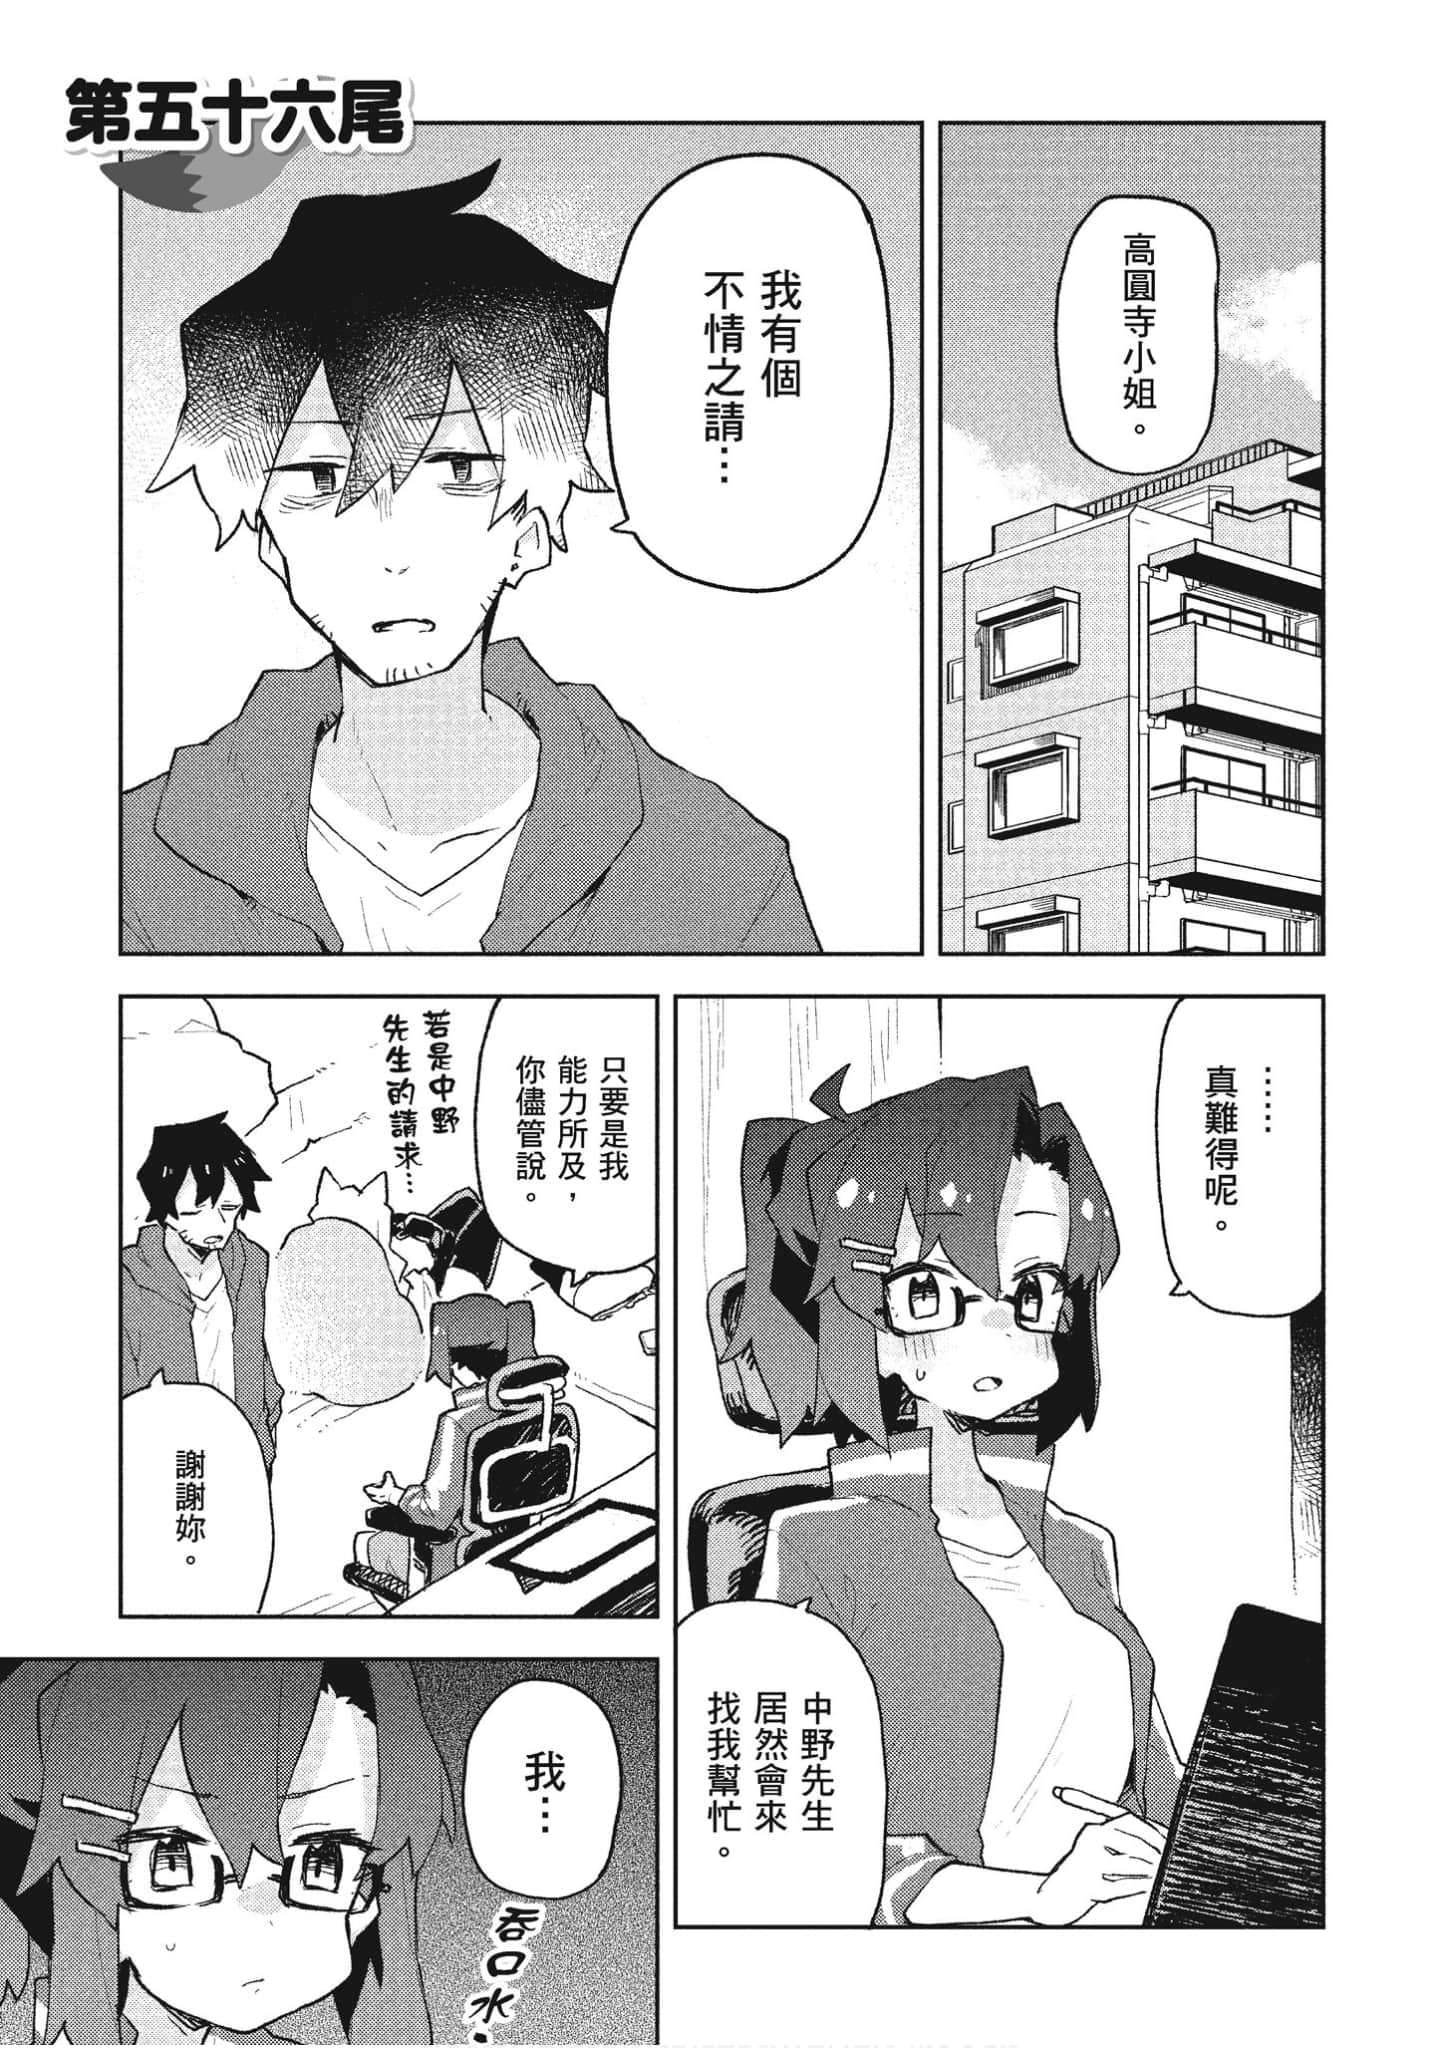 第五十六尾
高圓寺小姐。
我有個
不情之請⋯
⋯⋯
真難得呢。
中野先生
居然會來
找我幫忙。
只要是我
能力所及，
你儘管說。
若是中野
先生的請求⋯
謝謝妳。
我⋯
吞口水．